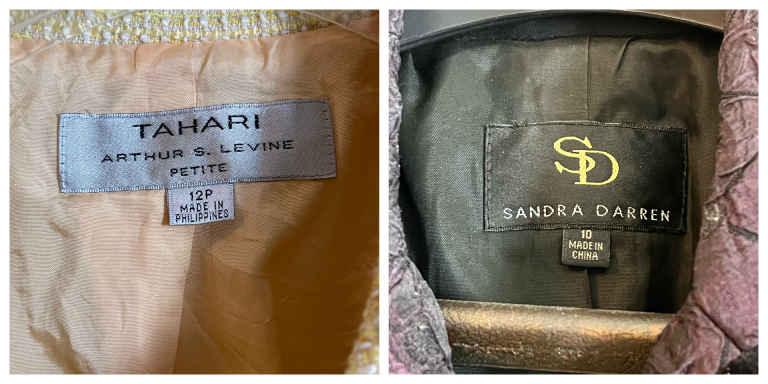 TAHARI
ARTHUR S. LEVINE
PETITE
12P
MADE IN
PHILIPPINES
SD
SANDRA DARREN
10
MADE IN
CHINA